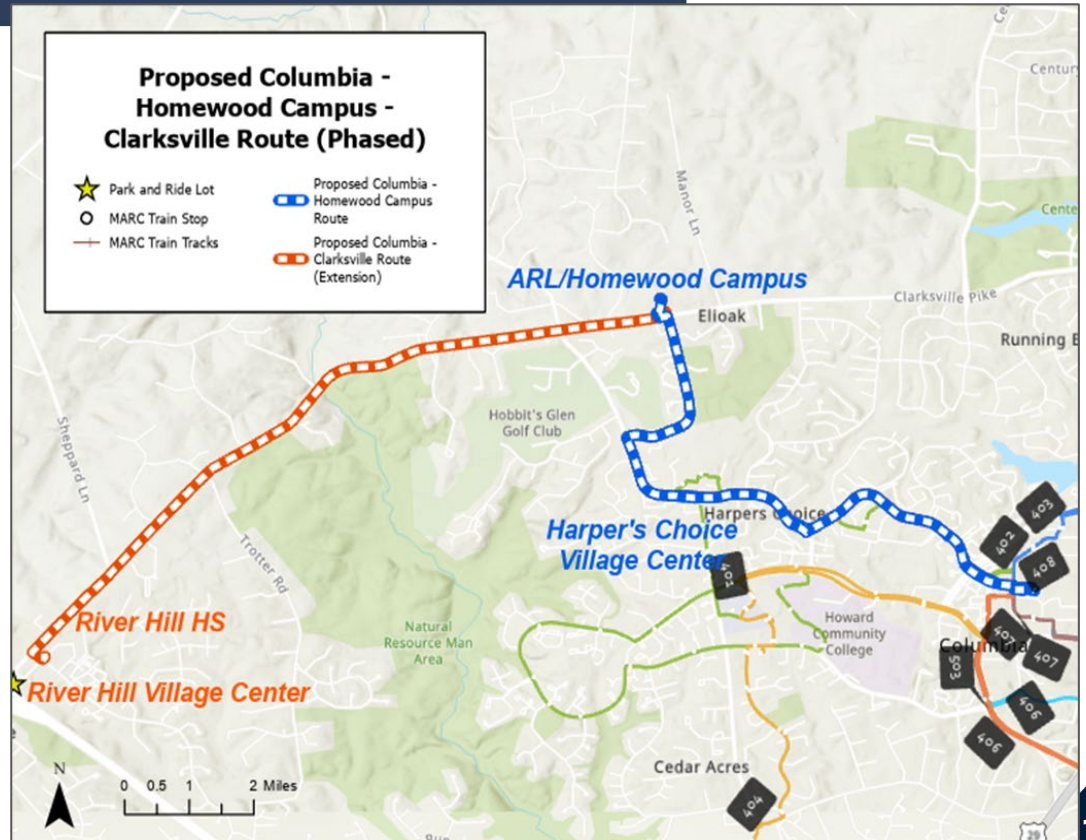 Proposed Columbia -
Homewood Campus -
Clarksville Route (Phased)
Park and Ride Lot
MARC Train Stop
MARC Train Tracks
Proposed Columbia -
Homewood Campus
Route
Proposed Columbia -
Clarksville Route
(Extension)
Century
Manor Ln
Cente
ARL/Homewood Campus
Clarksville Pike
Elioak
Running E
Hobbit's Glen
Golf Club
Sheppard Ln
Harpers Choice
Harper's Choice
Village Center
403
402
408
401
Trotter Rd
River Hill HS
Natural
Resource Man
Area
Howard
Community
College
Columbia
407
407
503
River Hill Village Center
406
406
N
0 0.5 1 2 Miles
Cedar Acres
404
29